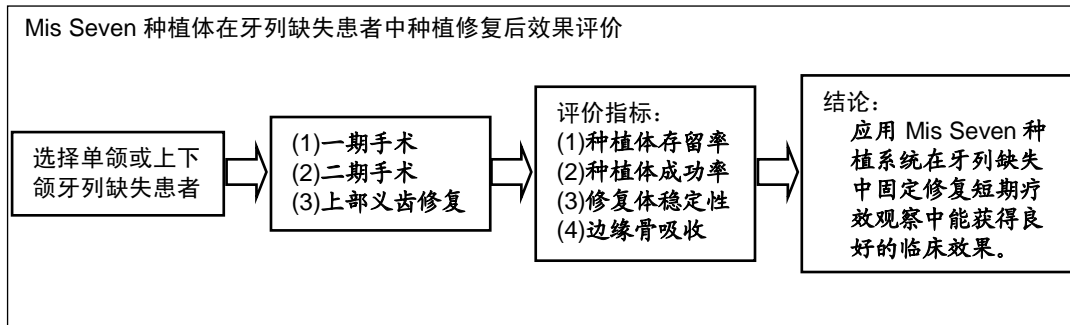 Mis Seven 种植体在牙列缺失患者中种植修复后效果评价
选择单颌或上下
颌牙列缺失患者
(1)一期手术
(2)二期手术
(3)上部义齿修复
评价指标：
(1)种植体存留率
(2)种植体成功率
(3)修复体稳定性
(4)边缘骨吸收
结论：
应用 Mis Seven 种
植系统在牙列缺失
中固定修复短期疗
效观察中能获得良
好的临床效果。